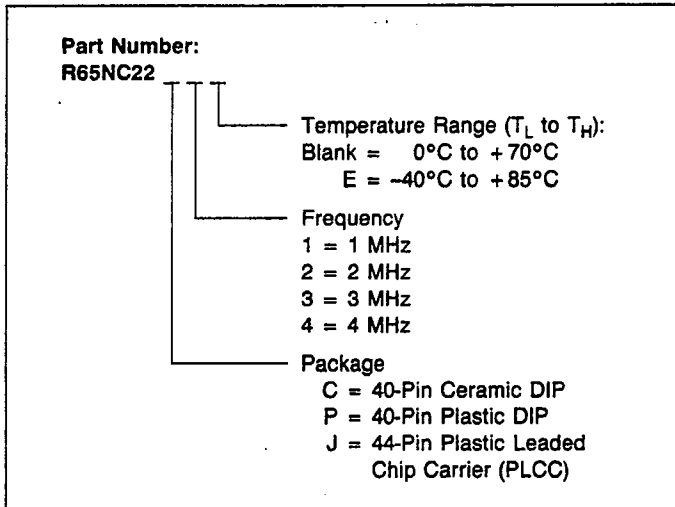 Part Number:
R65NC22 _ _ _
Temperature Range (TL to TH):
Blank = 0°C to +70°C
E = –40°C to +85°C
Frequency
1 = 1 MHz
2 = 2 MHz
3 = 3 MHz
4 = 4 MHz
Package
C = 40-Pin Ceramic DIP
P = 40-Pin Plastic DIP
J = 44-Pin Plastic Leaded
Chip Carrier (PLCC)